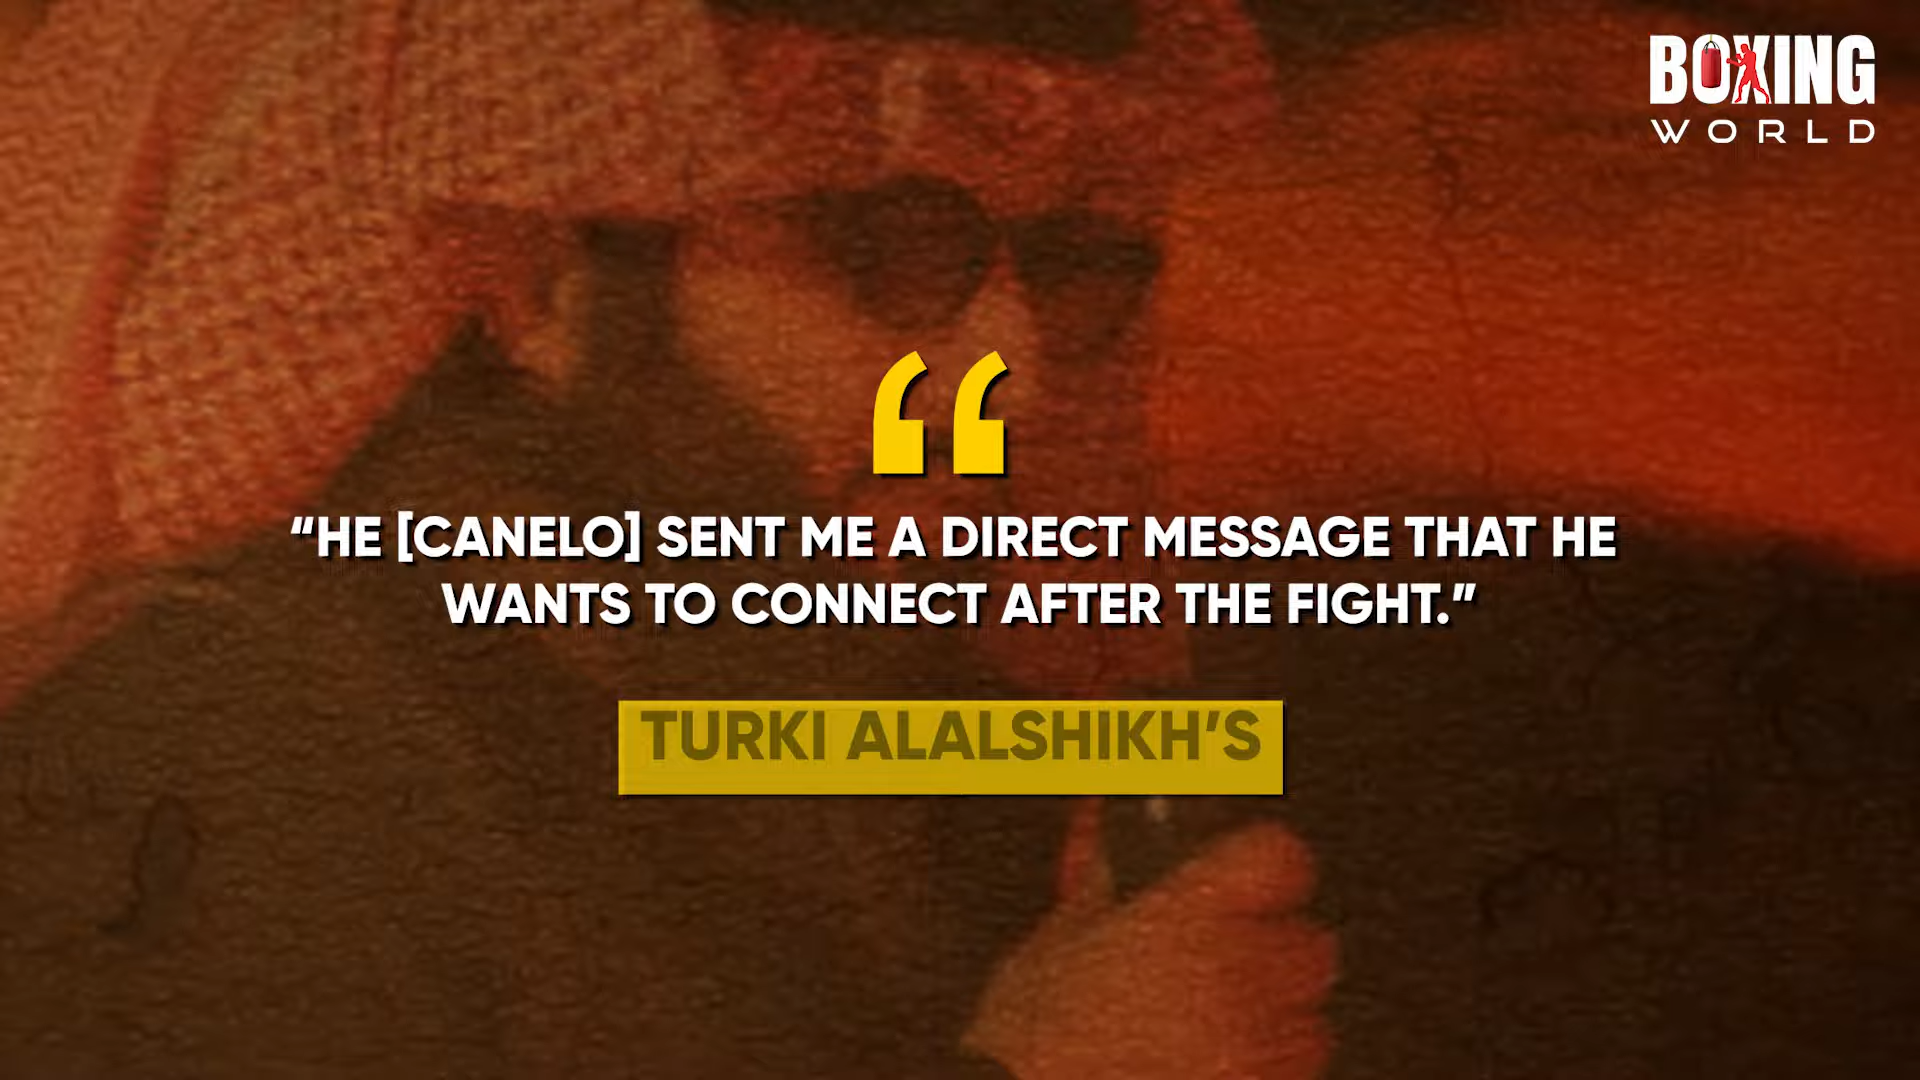 BOXING
WORLD
“HE [CANELO] SENT ME A DIRECT MESSAGE THAT HE
WANTS TO CONNECT AFTER THE FIGHT.”
TURKI ALALSHIKH’S